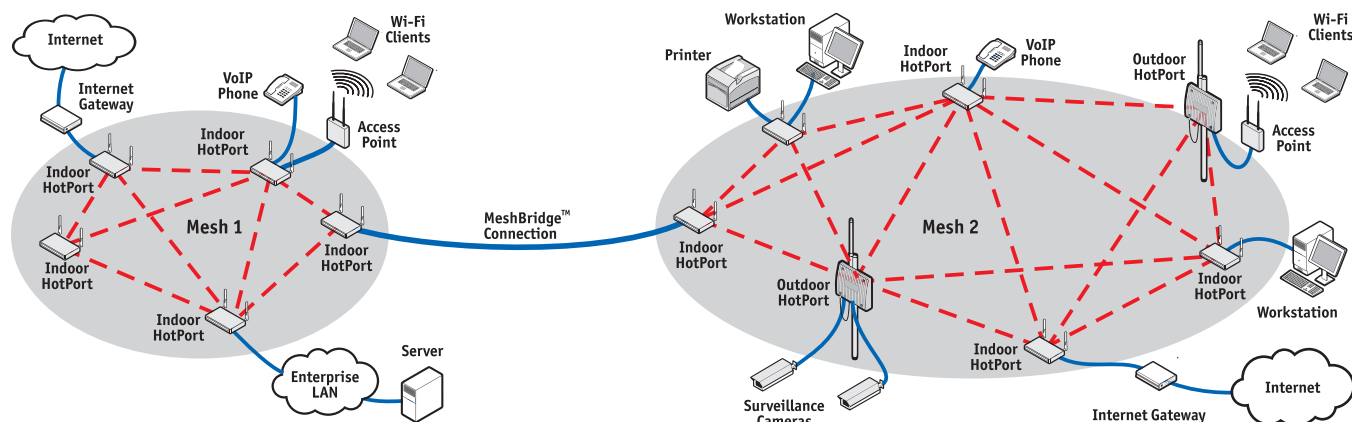 Internet
Internet
Gateway
VoIP
Phone
Wi-Fi
Clients
Access
Point
Indoor
HotPort
Indoor
HotPort
Indoor
HotPort
Mesh 1
Indoor
HotPort
Indoor
HotPort
Enterprise
LAN
Server
MeshBridge™
Connection
Workstation
Printer
Indoor
HotPort
VoIP
Phone
Outdoor
HotPort
Wi-Fi
Clients
Access
Point
Indoor
HotPort
Mesh 2
Outdoor
HotPort
Indoor
HotPort
Workstation
Indoor
HotPort
Surveillance
Cameras
Internet Gateway
Internet